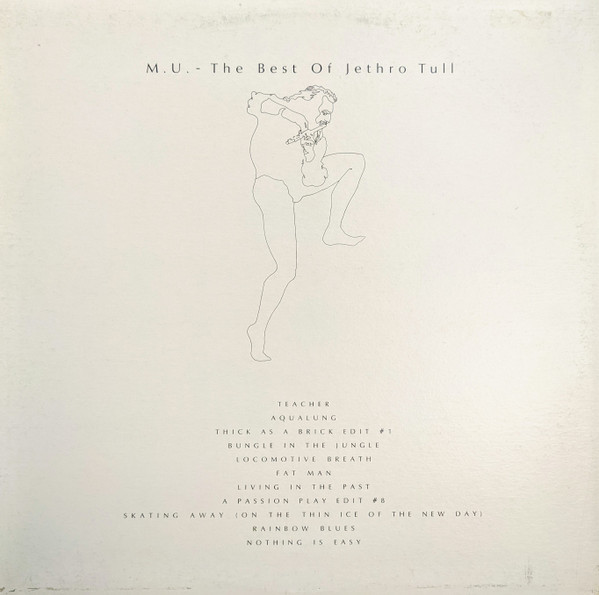 M.U. - The Best Of Jethro Tull
TEACHER
AQUALUNG
THICK AS A BRICK EDIT #1
BUNGLE IN THE JUNGLE
LOCOMOTIVE BREATH
FAT MAN
LIVING IN THE PAST
A PASSION PLAY EDIT #8
SKATING AWAY (ON THE THIN ICE OF THE NEW DAY)
RAINBOW BLUES
NOTHING IS EASY